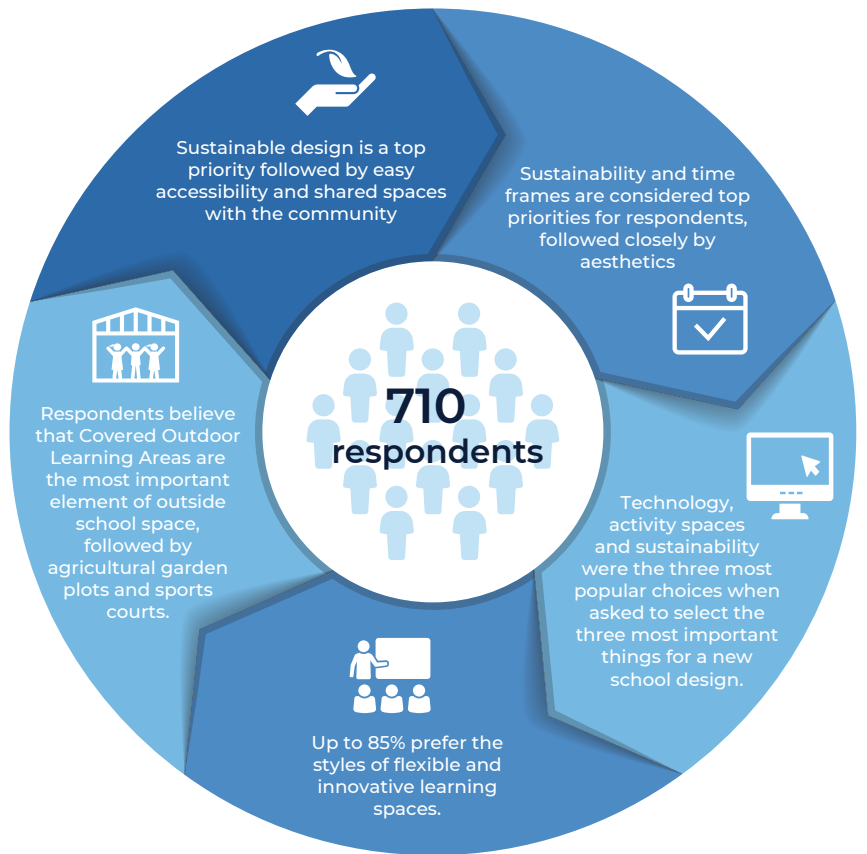 Sustainable design is a top
priority followed by easy
accessibility and shared spaces
with the community
Sustainability and time
frames are considered top
priorities for respondents,
followed closely by
aesthetics
Technology,
activity spaces
and sustainability
were the three most
popular choices when
asked to select the
three most important
things for a new
school design.
Up to 85% prefer the
styles of flexible and
innovative learning
spaces.
Respondents believe
that Covered Outdoor
Learning Areas are
the most important
element of outside
school space,
followed by
agricultural garden
plots and sports
courts.
710
respondents